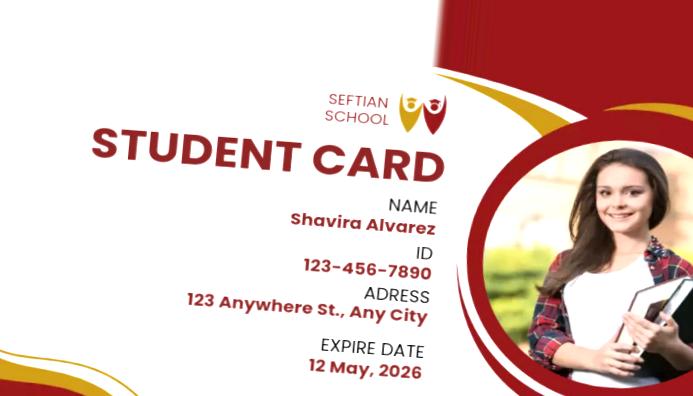 SEFTIAN
SCHOOL
STUDENT CARD
NAME
Shavira Alvarez
ID
123-456-7890
ADRESS
123 Anywhere St., Any City
EXPIRE DATE
12 May, 2026